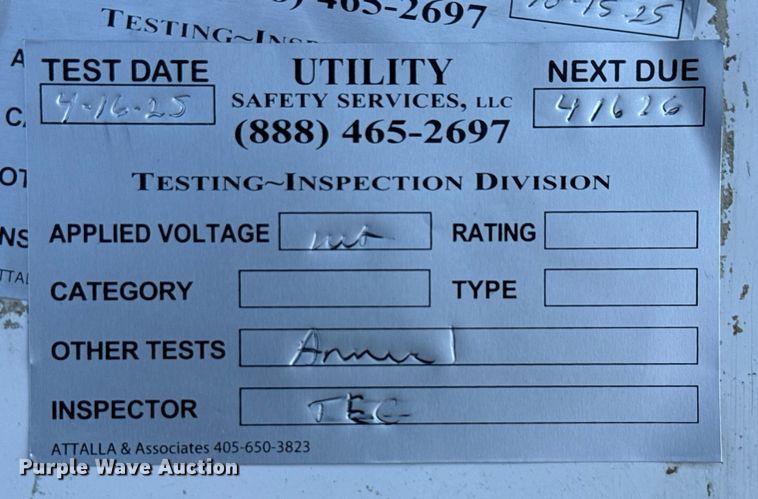 465-2697
10-15-25
TESTING~INSP
TEST DATE UTILITY NEXT DUE
4-16-25 SAFETY SERVICES, LLC 4 16 26
(888) 465-2697
TESTING~INSPECTION DIVISION
APPLIED VOLTAGE RATING
CATEGORY TYPE
OTHER TESTS Annual
INSPECTOR TEC
ATTALLA & Associates 405-650-3823
Purple Wave Auction